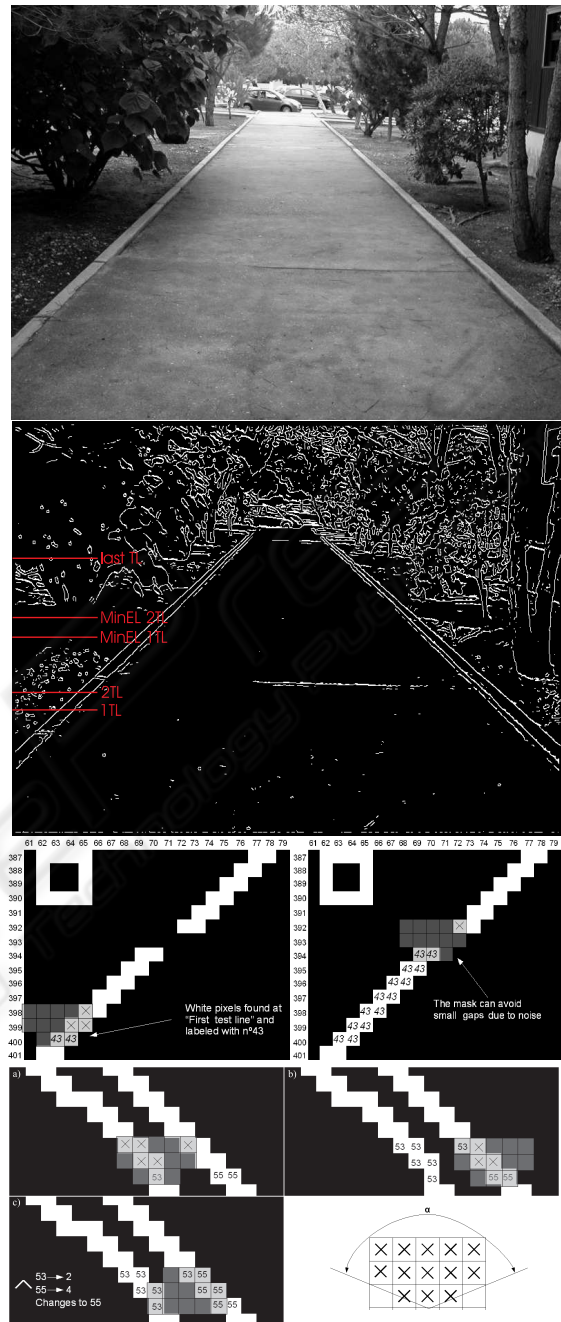 last TL
MinEL 2TL
MinEL 1TL
2TL
1TL
61 62 63 64 65 66 67 68 69 70 71 72 73 74 75 76 77 78 79
387
388
389
390
391
392
393
394
395
396
397
398
399
400 43 43
401
White pixels found at
"First test line" and
labeled with nº43
61 62 63 64 65 66 67 68 69 70 71 72 73 74 75 76 77 78 79
387
388
389
390
391
392
393
394 43 43
395 43 43
396 43 43
397 43 43
398 43 43
399 43 43
400 43 43
401
The mask can avoid
small gaps due to noise
a)
53 55 55
b)
53 53
53 53
53 55 55
c)
53 → 2
55 → 4
Changes to 55
53 53 53 55
53 53 55 55
53 55 55
α